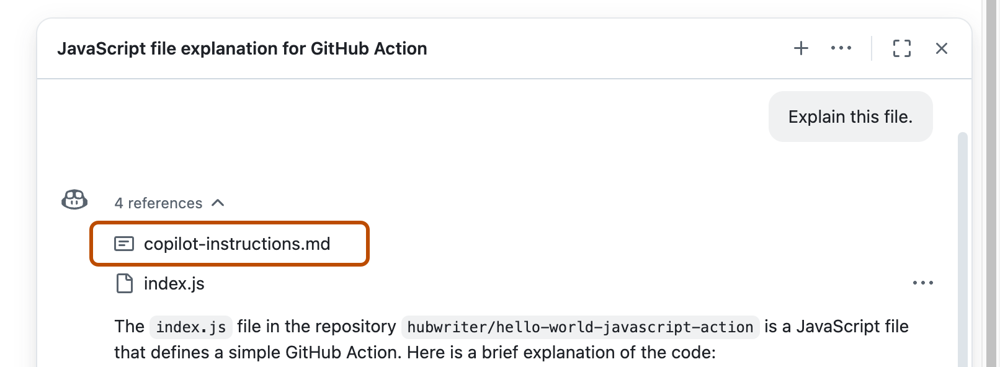 JavaScript file explanation for GitHub Action
Explain this file.
4 references
copilot-instructions.md
index.js
The index.js file in the repository hubwriter/hello-world-javascript-action is a JavaScript file
that defines a simple GitHub Action. Here is a brief explanation of the code: